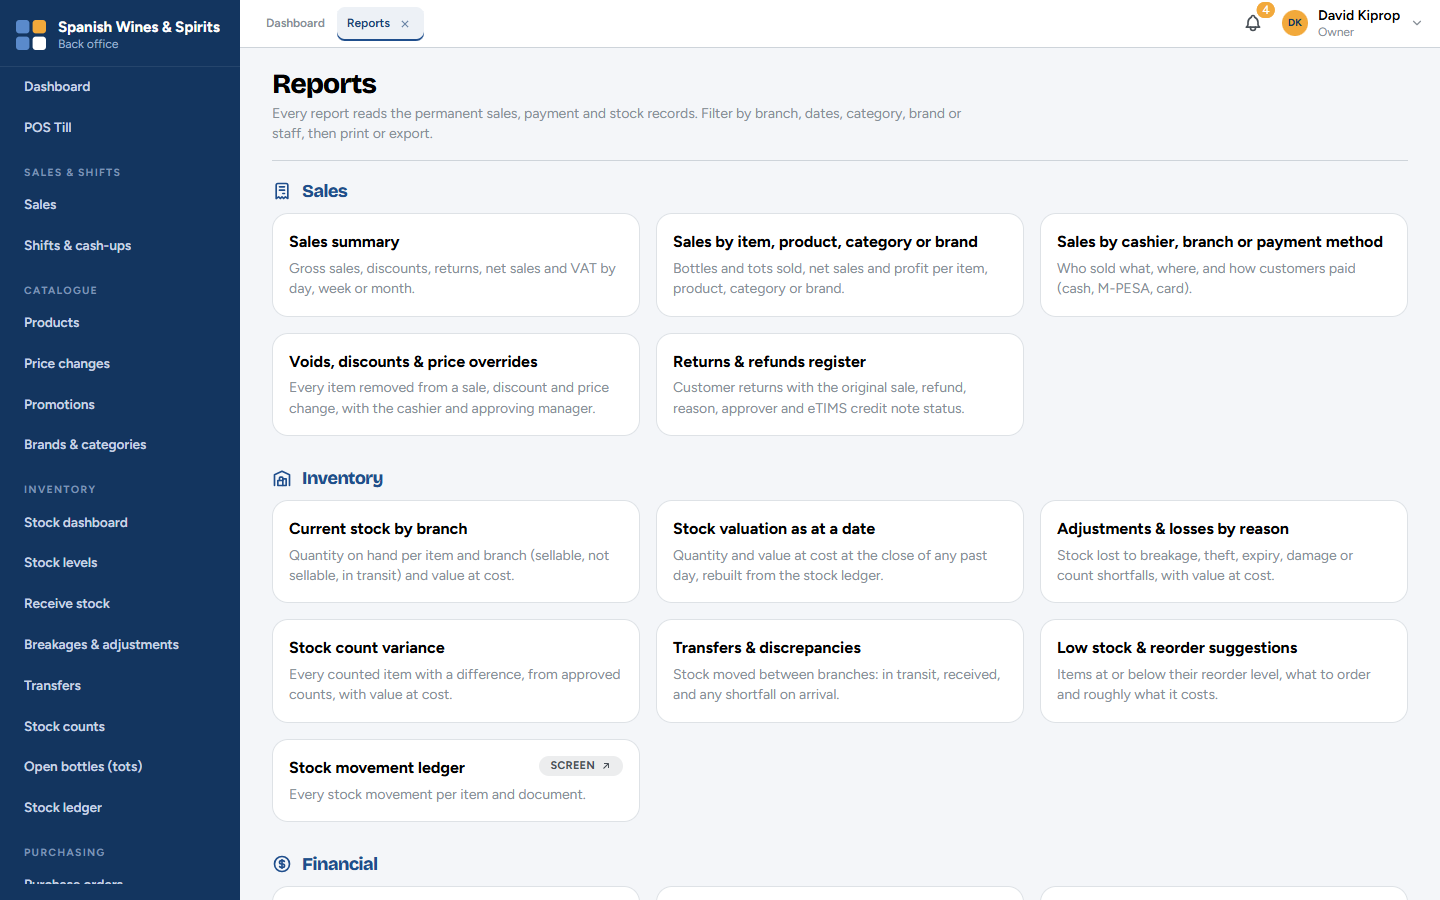 Spanish Wines & Spirits
Back office
Dashboard
POS Till
SALES & SHIFTS
Sales
Shifts & cash-ups
CATALOGUE
Products
Price changes
Promotions
Brands & categories
INVENTORY
Stock dashboard
Stock levels
Receive stock
Breakages & adjustments
Transfers
Stock counts
Open bottles (tots)
Stock ledger
PURCHASING
Purchase orders
Dashboard
Reports
4
DK
David Kiprop
Owner
Reports
Every report reads the permanent sales, payment and stock records. Filter by branch, dates, category, brand or
staff, then print or export.
Sales
Sales summary
Gross sales, discounts, returns, net sales and VAT by
day, week or month.
Sales by item, product, category or brand
Bottles and tots sold, net sales and profit per item,
product, category or brand.
Sales by cashier, branch or payment method
Who sold what, where, and how customers paid
(cash, M-PESA, card).
Voids, discounts & price overrides
Every item removed from a sale, discount and price
change, with the cashier and approving manager.
Returns & refunds register
Customer returns with the original sale, refund,
reason, approver and eTIMS credit note status.
Inventory
Current stock by branch
Quantity on hand per item and branch (sellable, not
sellable, in transit) and value at cost.
Stock valuation as at a date
Quantity and value at cost at the close of any past
day, rebuilt from the stock ledger.
Adjustments & losses by reason
Stock lost to breakage, theft, expiry, damage or
count shortfalls, with value at cost.
Stock count variance
Every counted item with a difference, from approved
counts, with value at cost.
Transfers & discrepancies
Stock moved between branches: in transit, received,
and any shortfall on arrival.
Low stock & reorder suggestions
Items at or below their reorder level, what to order
and roughly what it costs.
Stock movement ledger
SCREEN
Every stock movement per item and document.
Financial